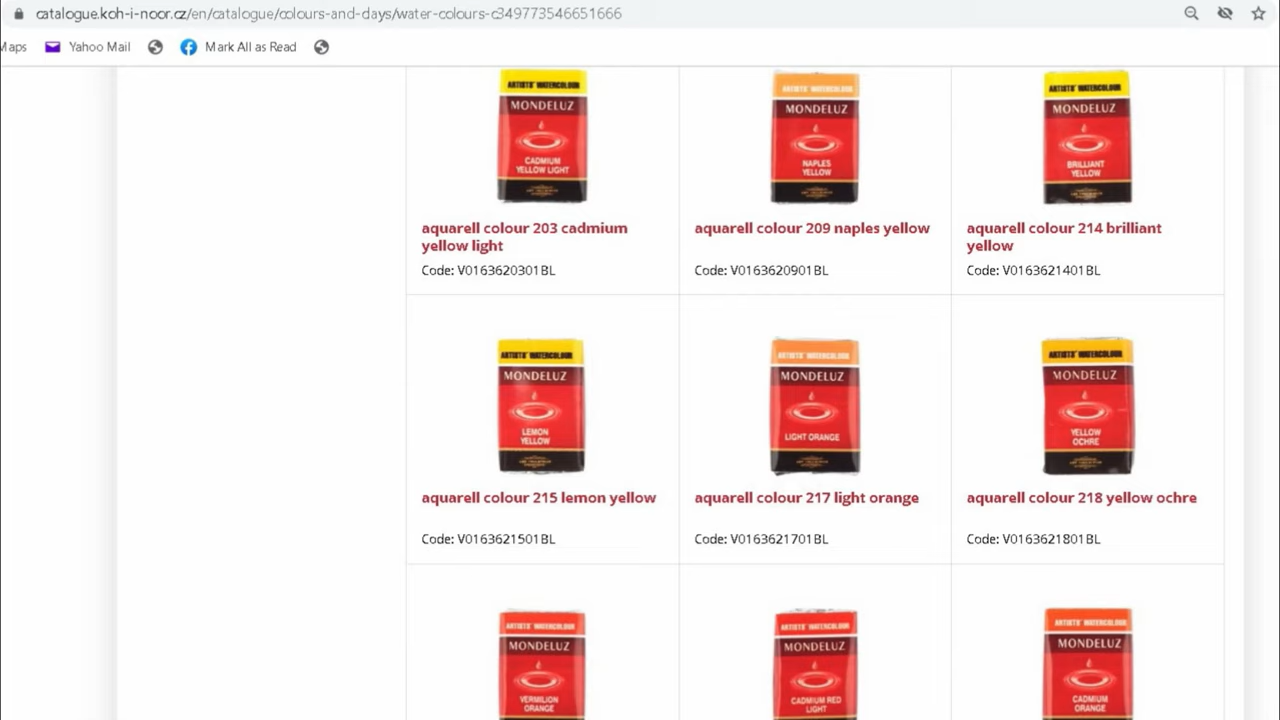 catalogue.koh-i-noor.cz/en/catalogue/colours-and-days/water-colours-c349773546651666
Maps Yahoo Mail Mark All as Read
ARTISTS' WATERCOLOUR
MONDELUZ
CADMIUM
YELLOW LIGHT
ARTISTS' WATERCOLOUR
MONDELUZ
NAPLES
YELLOW
ARTISTS' WATERCOLOUR
MONDELUZ
BRILLIANT
YELLOW
aquarell colour 203 cadmium
yellow light
Code: V0163620301BL
aquarell colour 209 naples yellow
Code: V0163620901BL
aquarell colour 214 brilliant
yellow
Code: V0163621401BL
ARTISTS' WATERCOLOUR
MONDELUZ
LEMON
YELLOW
ARTISTS' WATERCOLOUR
MONDELUZ
LIGHT ORANGE
ARTISTS' WATERCOLOUR
MONDELUZ
YELLOW
OCHRE
aquarell colour 215 lemon yellow
Code: V0163621501BL
aquarell colour 217 light orange
Code: V0163621701BL
aquarell colour 218 yellow ochre
Code: V0163621801BL
ARTISTS' WATERCOLOUR
MONDELUZ
VERMILION
ORANGE
ARTISTS' WATERCOLOUR
MONDELUZ
CADMIUM RED
LIGHT
ARTISTS' WATERCOLOUR
MONDELUZ
CADMIUM
ORANGE